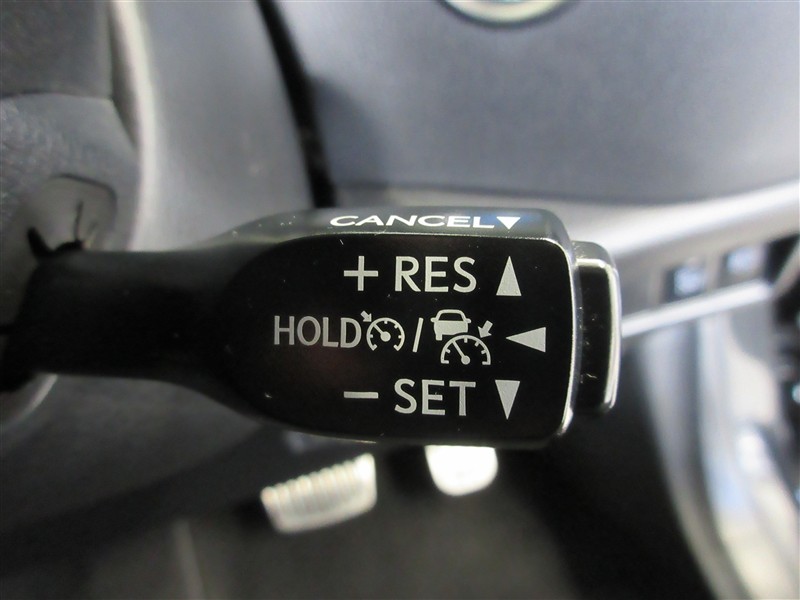 CANCEL▼
+ RES ▲
HOLD / ◀
− SET ▼